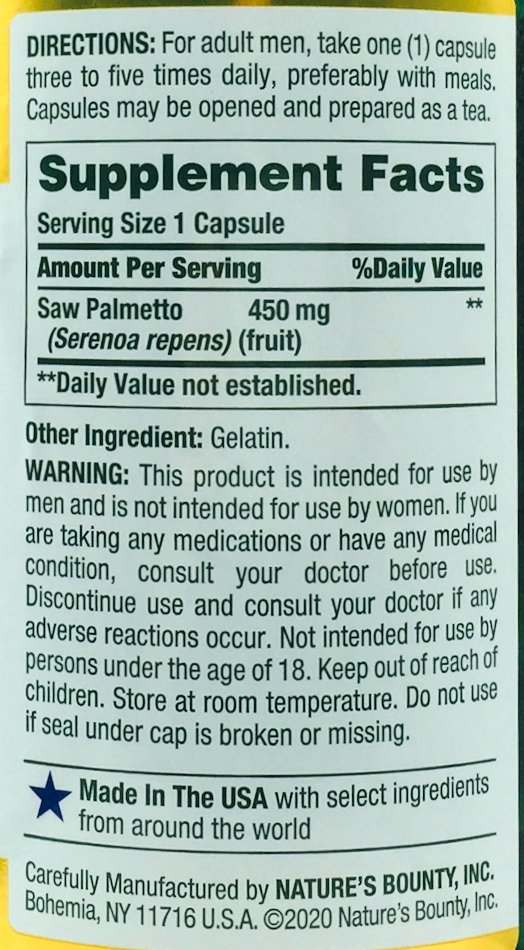 DIRECTIONS: For adult men, take one (1) capsule
three to five times daily, preferably with meals.
Capsules may be opened and prepared as a tea.
Supplement Facts
Serving Size 1 Capsule
Amount Per Serving %Daily Value
Saw Palmetto 450 mg **
(Serenoa repens) (fruit)
**Daily Value not established.
Other Ingredient: Gelatin.
WARNING: This product is intended for use by
men and is not intended for use by women. If you
are taking any medications or have any medical
condition, consult your doctor before use.
Discontinue use and consult your doctor if any
adverse reactions occur. Not intended for use by
persons under the age of 18. Keep out of reach of
children. Store at room temperature. Do not use
if seal under cap is broken or missing.
Made In The USA with select ingredients
from around the world
Carefully Manufactured by NATURE'S BOUNTY, INC.
Bohemia, NY 11716 U.S.A. ©2020 Nature's Bounty, Inc.